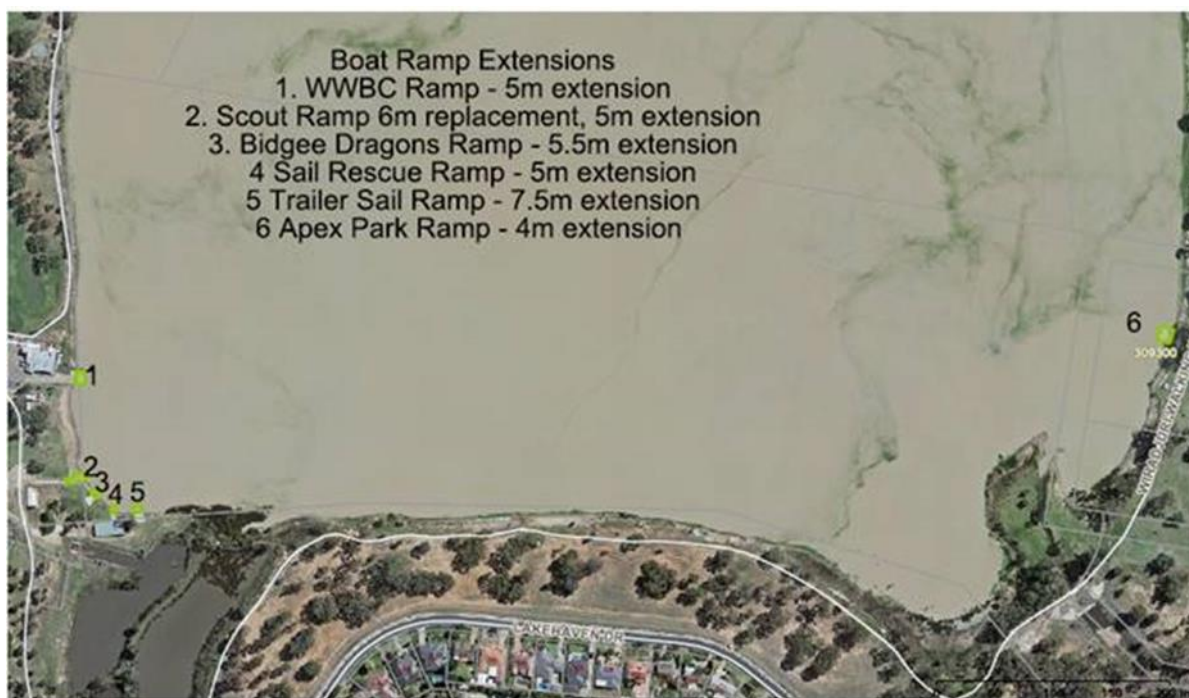 Boat Ramp Extensions
1. WWBC Ramp - 5m extension
2. Scout Ramp 6m replacement, 5m extension
3. Bidgee Dragons Ramp - 5.5m extension
4 Sail Rescue Ramp - 5m extension
5 Trailer Sail Ramp - 7.5m extension
6 Apex Park Ramp - 4m extension
6
309300
1
2
3
4
5
LAKEHAVEN DR